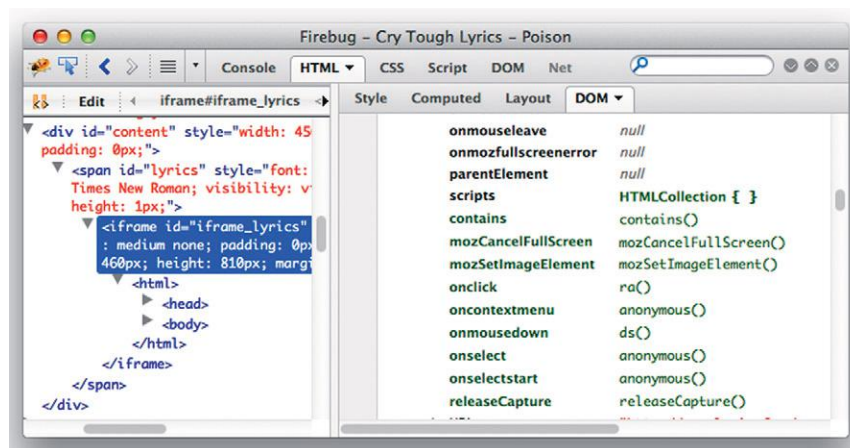 Firebug – Cry Tough Lyrics – Poison
Console HTML CSS Script DOM Net
Edit iframe#iframe_lyrics
Style Computed Layout DOM
<div id="content" style="width: 45
padding: 0px;">
<span id="lyrics" style="font:
Times New Roman; visibility:
height: 1px;">
<iframe id="iframe_lyrics"
: medium none; padding: 0px
460px; height: 810px; margi
<html>
<head>
<body>
</html>
</iframe>
</span>
</div>
onmouseleave null
onmozfullscreenerror null
parentElement null
scripts HTMLCollection { }
contains contains()
mozCancelFullScreen mozCancelFullScreen()
mozSetImageElement mozSetImageElement()
onclick ra()
oncontextmenu anonymous()
onmousedown ds()
onselect anonymous()
onselectstart anonymous()
releaseCapture releaseCapture()